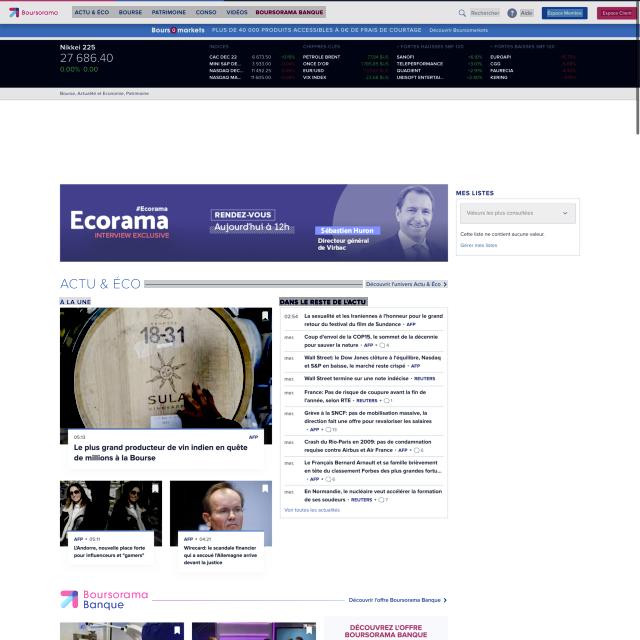 Boursorama ACTU & ÉCO BOURSE PATRIMOINE CONSO VIDÉOS BOURSORAMA BANQUE Rechercher ? Aide Espace Membre Espace Client
Bours markets PLUS DE 40 000 PRODUITS ACCESSIBLES À 0€ DE FRAIS DE COURTAGE Découvrir Boursomarkets
Nikkei 225
27 686.40
0.00% 0.00
INDICES
CAC DEC 22 6 673.50
MINI S&P DE... 3 933.00
NASDAQ DEC... 11 492.25
NASDAQ MA... 11 605.00
CHIFFRES-CLÉS
PETROLE BRENT
ONCE D'OR
EUR/USD
VIX INDEX
+ FORTES HAUSSES SBF 120
SANOFI
TELEPERFORMANCE
QUADIENT
UBISOFT ENTERTAI...
- FORTES BAISSES SBF 120
EUROAPI
CGG
FAURECIA
KERING
Bourse, Actualité et Economie, Patrimoine
#Ecorama
Ecorama
INTERVIEW EXCLUSIVE
RENDEZ-VOUS
Aujourd'hui à 12h
Sébastien Huron
Directeur général
de Virbac
MES LISTES
Valeurs les plus consultées
Cette liste ne contient aucune valeur.
Gérer mes listes
ACTU & ÉCO
Découvrir l'univers Actu & Éco
A LA UNE
18-31
SULA
05:13 AFP
Le plus grand producteur de vin indien en quête
de millions à la Bourse
AFP • 05:11
L'Andorre, nouvelle place forte
pour influenceurs et "gamers"
AFP • 04:21
Wirecard: le scandale financier
qui a secoué l'Allemagne arrive
devant la justice
DANS LE RESTE DE L'ACTU
02:54 La sexualité et les Iraniennes à l'honneur pour le grand
retour du festival du film de Sundance • AFP
mer. Coup d'envoi de la COP15, le sommet de la décennie
pour sauver la nature • AFP • 4
mer. Wall Street: le Dow Jones clôture à l'équilibre, Nasdaq
et S&P en baisse, le marché reste crispé • AFP
mer. Wall Street termine sur une note indécise • REUTERS
mer. France: Pas de risque de coupure avant la fin de
l'année, selon RTE • REUTERS • 1
mer. Grève à la SNCF: pas de mobilisation massive, la
direction fait une offre pour revaloriser les salaires
• AFP • 13
mer. Crash du Rio-Paris en 2009: pas de condamnation
requise contre Airbus et Air France • AFP • 6
mer. Le Français Bernard Arnault et sa famille brièvement
en tête du classement Forbes des plus grandes fortu...
• AFP • 6
mer. En Normandie, le nucléaire veut accélérer la formation
de ses soudeurs • REUTERS • 7
Voir toutes les actualités
Boursorama
Banque
Découvrir l'offre Boursorama Banque
DÉCOUVREZ L'OFFRE
BOURSORAMA BANQUE